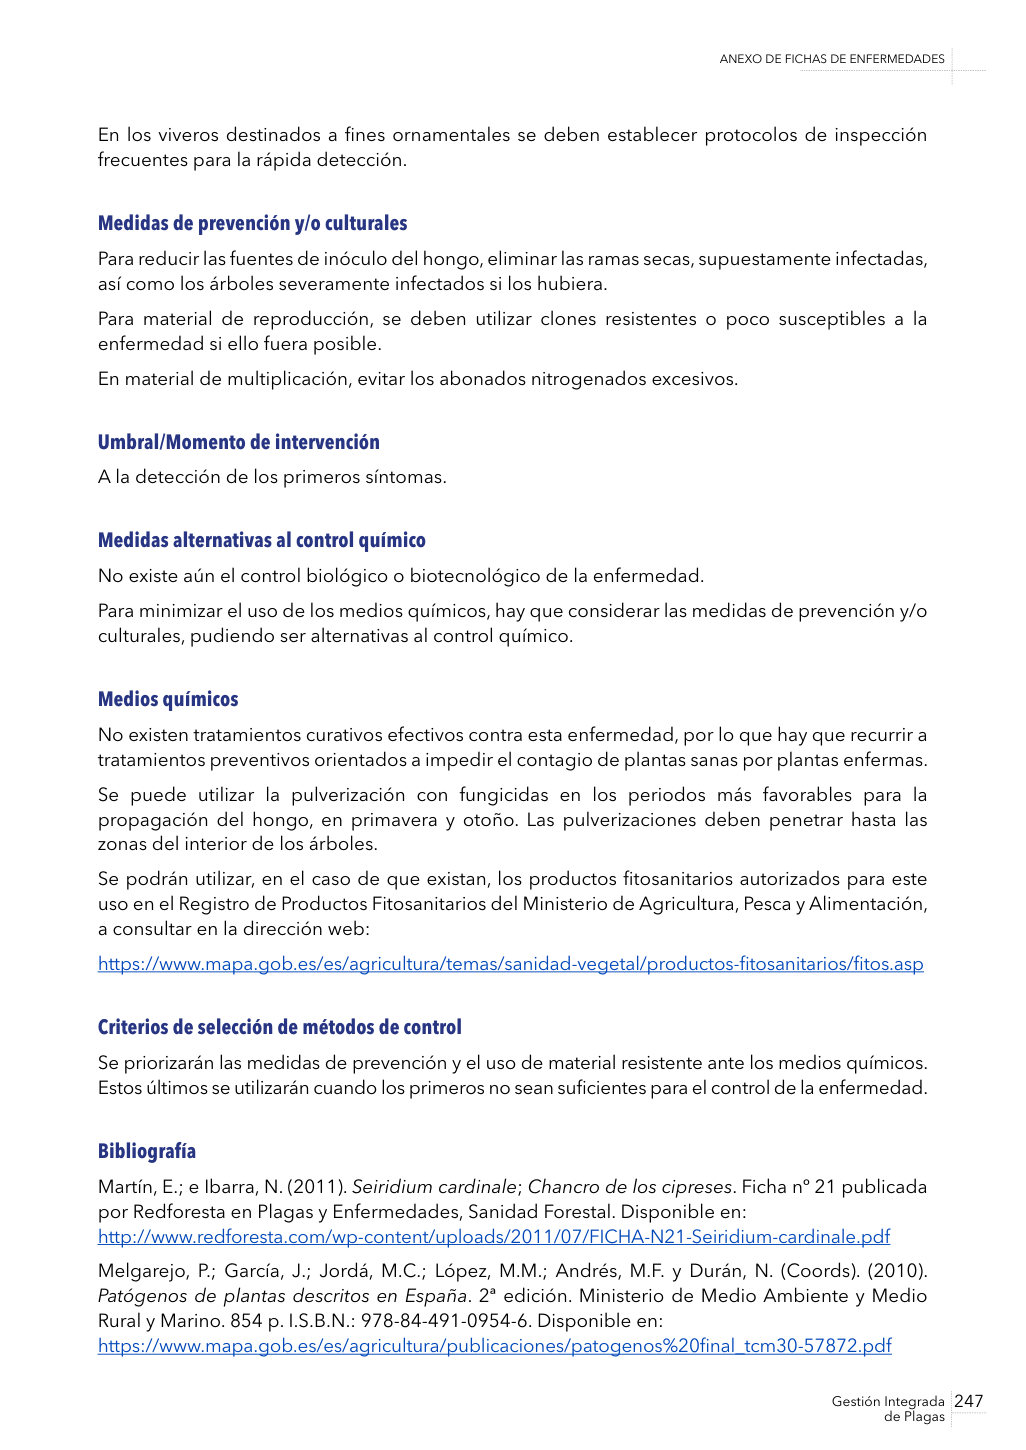 ANEXO DE FICHAS DE ENFERMEDADES
En los viveros destinados a fines ornamentales se deben establecer protocolos de inspección
frecuentes para la rápida detección.
Medidas de prevención y/o culturales
Para reducir las fuentes de inóculo del hongo, eliminar las ramas secas, supuestamente infectadas,
así como los árboles severamente infectados si los hubiera.
Para material de reproducción, se deben utilizar clones resistentes o poco susceptibles a la
enfermedad si ello fuera posible.
En material de multiplicación, evitar los abonados nitrogenados excesivos.
Umbral/Momento de intervención
A la detección de los primeros síntomas.
Medidas alternativas al control químico
No existe aún el control biológico o biotecnológico de la enfermedad.
Para minimizar el uso de los medios químicos, hay que considerar las medidas de prevención y/o
culturales, pudiendo ser alternativas al control químico.
Medios químicos
No existen tratamientos curativos efectivos contra esta enfermedad, por lo que hay que recurrir a
tratamientos preventivos orientados a impedir el contagio de plantas sanas por plantas enfermas.
Se puede utilizar la pulverización con fungicidas en los periodos más favorables para la
propagación del hongo, en primavera y otoño. Las pulverizaciones deben penetrar hasta las
zonas del interior de los árboles.
Se podrán utilizar, en el caso de que existan, los productos fitosanitarios autorizados para este
uso en el Registro de Productos Fitosanitarios del Ministerio de Agricultura, Pesca y Alimentación,
a consultar en la dirección web:
https://www.mapa.gob.es/es/agricultura/temas/sanidad-vegetal/productos-fitosanitarios/fitos.asp
Criterios de selección de métodos de control
Se priorizarán las medidas de prevención y el uso de material resistente ante los medios químicos.
Estos últimos se utilizarán cuando los primeros no sean suficientes para el control de la enfermedad.
Bibliografía
Martín, E.; e Ibarra, N. (2011). Seiridium cardinale; Chancro de los cipreses. Ficha nº 21 publicada
por Redforesta en Plagas y Enfermedades, Sanidad Forestal. Disponible en:
http://www.redforesta.com/wp-content/uploads/2011/07/FICHA-N21-Seiridium-cardinale.pdf
Melgarejo, P.; García, J.; Jordá, M.C.; López, M.M.; Andrés, M.F. y Durán, N. (Coords). (2010).
Patógenos de plantas descritos en España. 2ª edición. Ministerio de Medio Ambiente y Medio
Rural y Marino. 854 p. I.S.B.N.: 978-84-491-0954-6. Disponible en:
https://www.mapa.gob.es/es/agricultura/publicaciones/patogenos%20final_tcm30-57872.pdf
Gestión Integrada 247
de Plagas